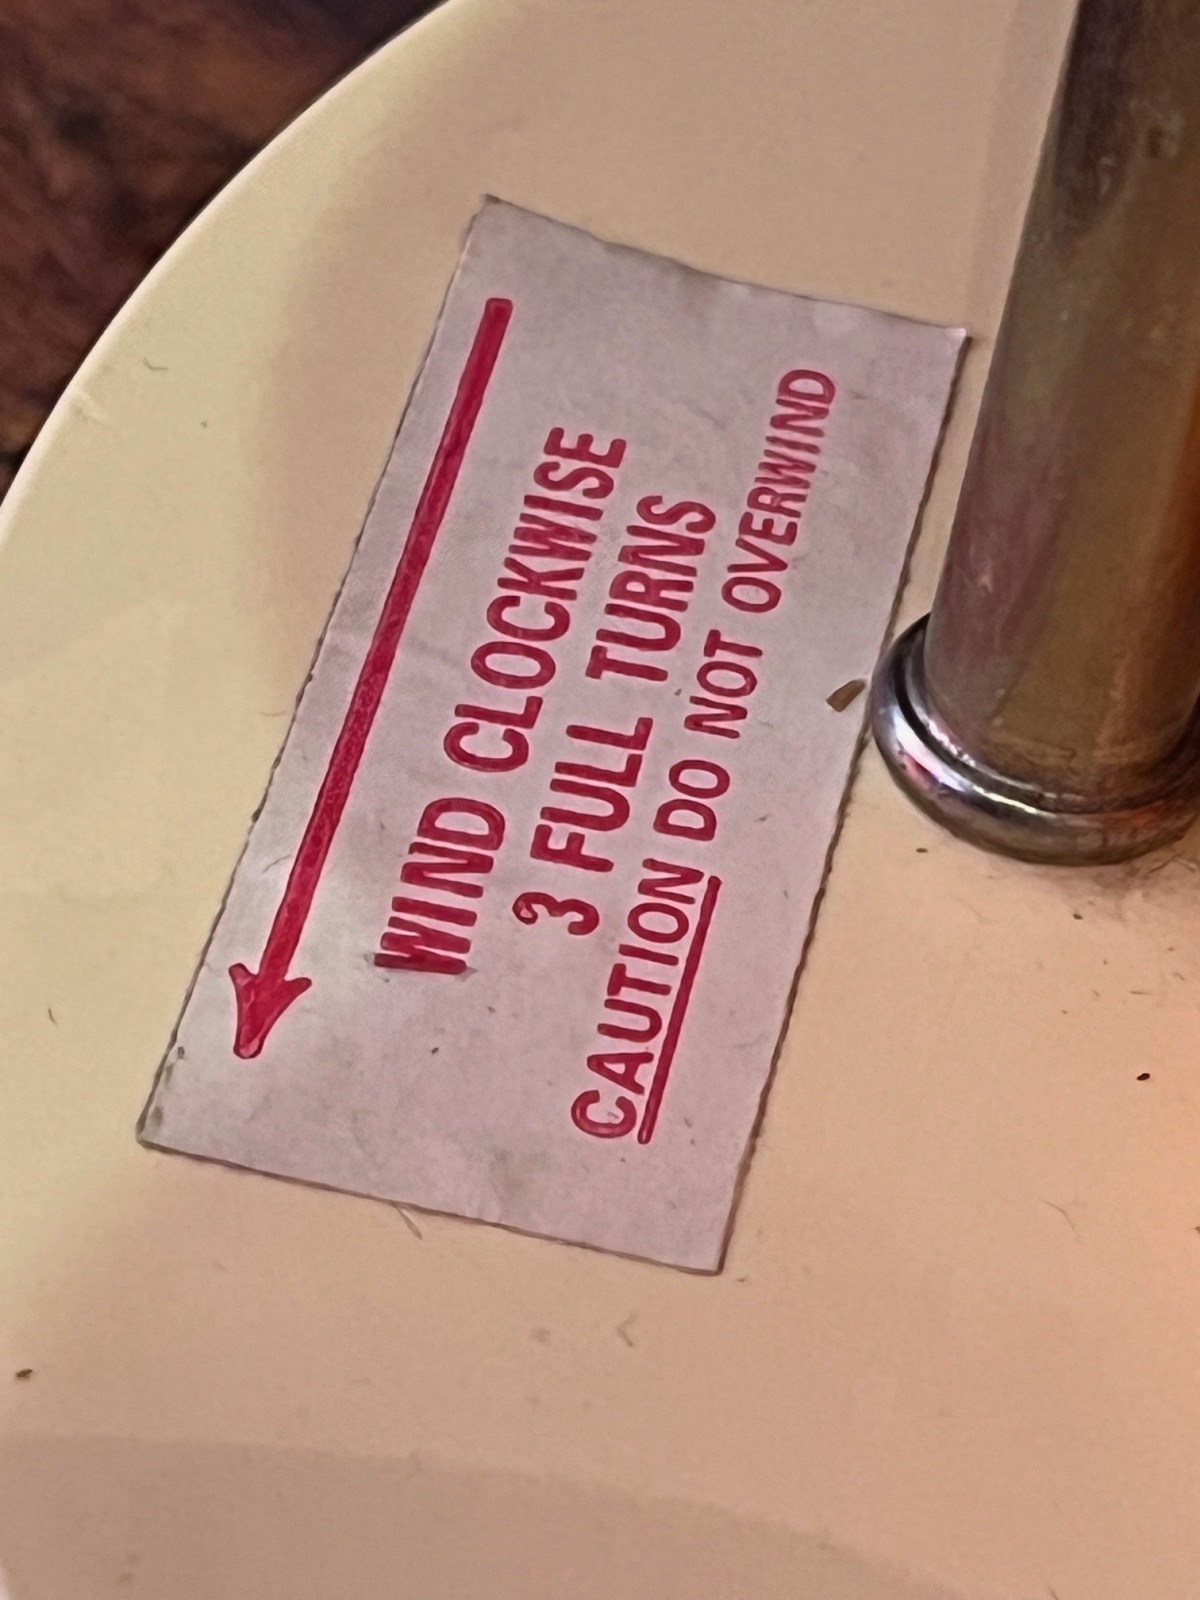 WIND CLOCKWISE
3 FULL TURNS
CAUTION DO NOT OVERWIND